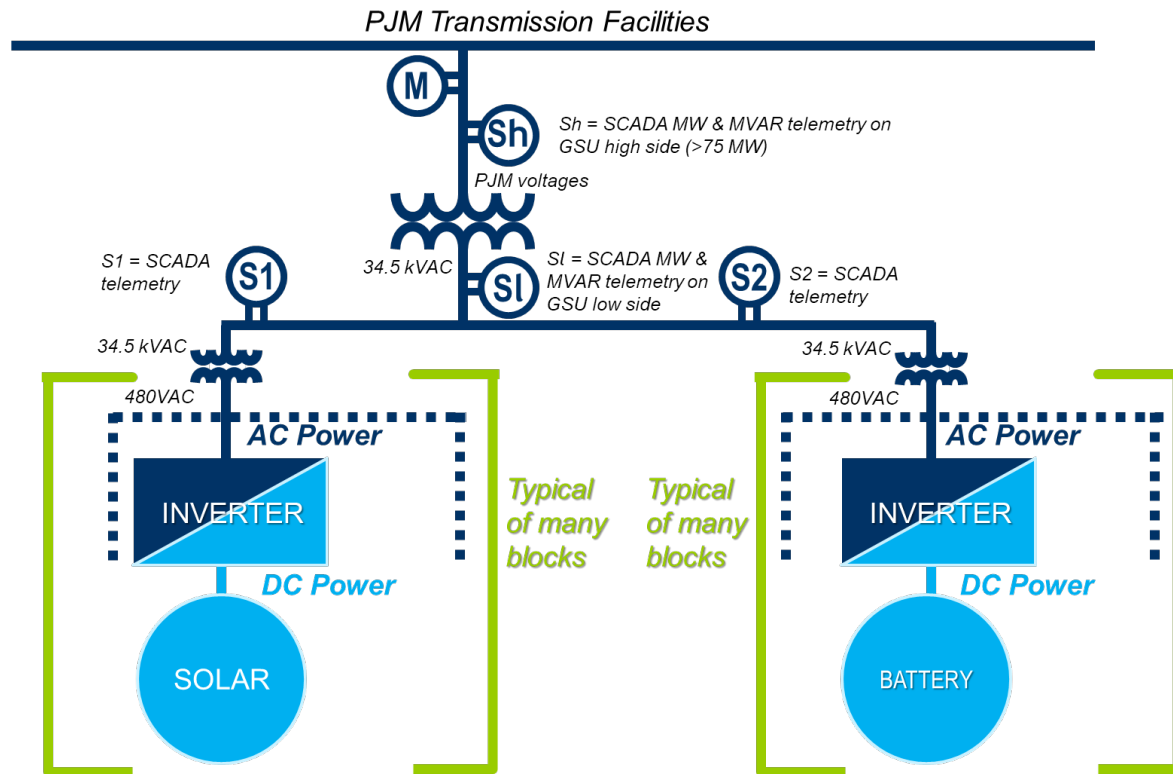 PJM Transmission Facilities
M
Sh
Sh = SCADA MW & MVAR telemetry on
GSU high side (>75 MW)
PJM voltages
S1 = SCADA
telemetry
S1
34.5 kVAC
Sl
Sl = SCADA MW &
MVAR telemetry on
GSU low side
S2
S2 = SCADA
telemetry
34.5 kVAC
480VAC
AC Power
INVERTER
DC Power
SOLAR
Typical
of many
blocks
Typical
of many
blocks
34.5 kVAC
480VAC
AC Power
INVERTER
DC Power
BATTERY